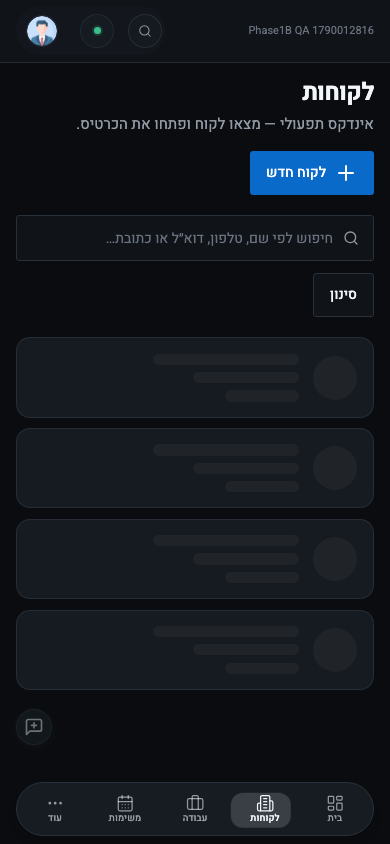 Phase1B QA 1790012816
לקוחות
אינדקס תפעולי — מצאו לקוח ופתחו את הכרטיס.
לקוח חדש
חיפוש לפי שם, טלפון, דוא״ל או כתובת...
סינון
בית
לקוחות
עבודה
משימות
עוד